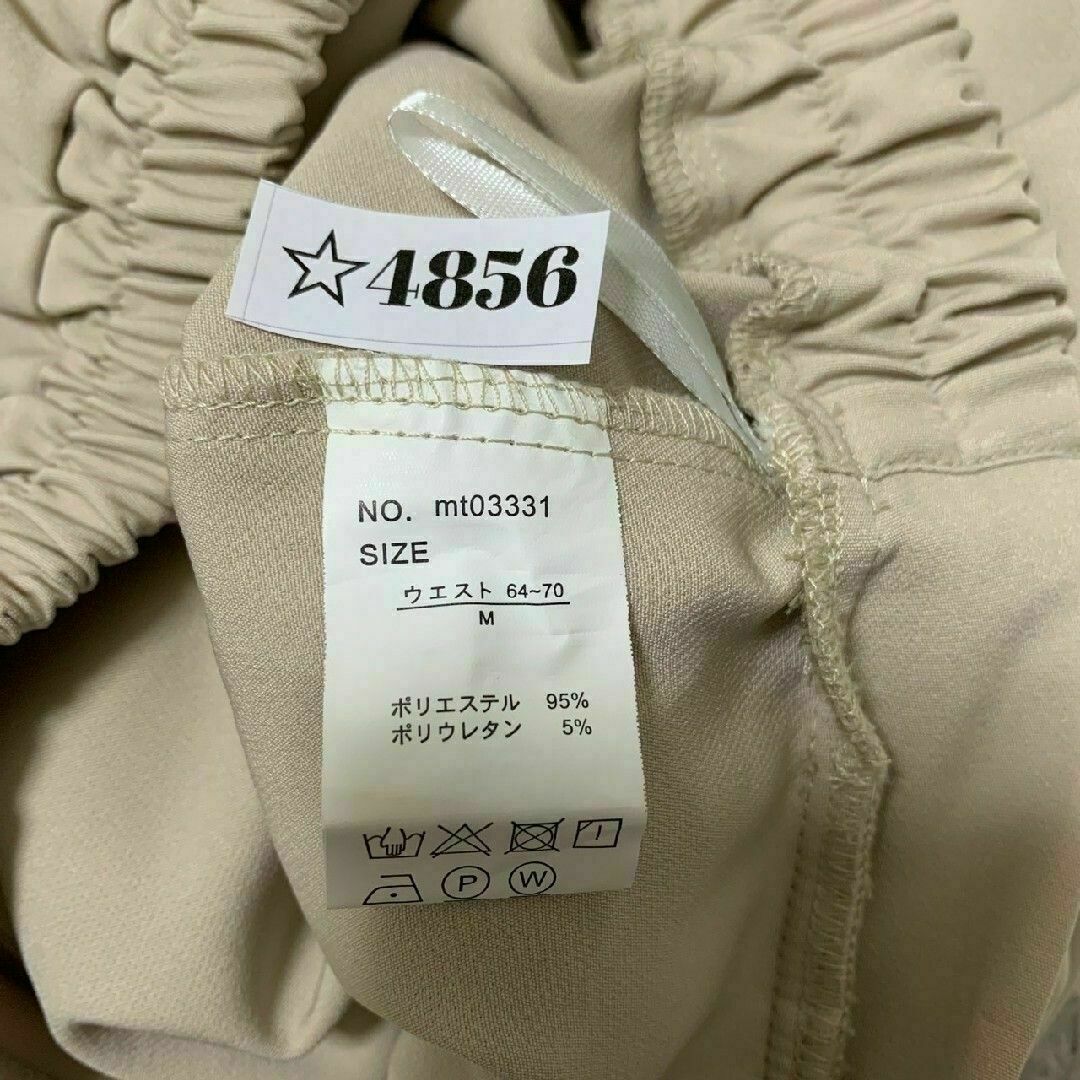 ☆4856
NO. mt03331
SIZE
ウエスト 64~70
M
ポリエステル 95%
ポリウレタン 5%
P W